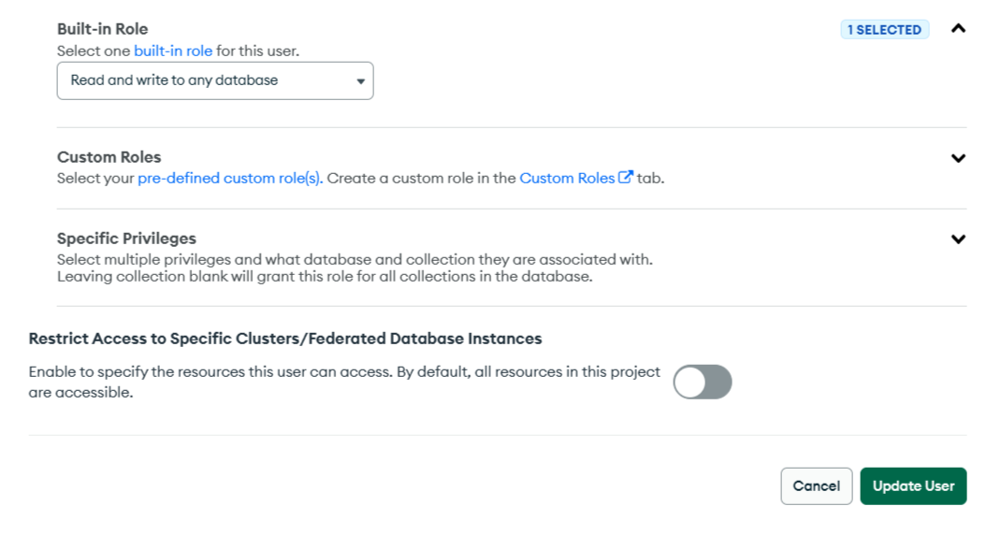 Built-in Role
1 SELECTED
Select one built-in role for this user.
Read and write to any database
Custom Roles
Select your pre-defined custom role(s). Create a custom role in the Custom Roles tab.
Specific Privileges
Select multiple privileges and what database and collection they are associated with.
Leaving collection blank will grant this role for all collections in the database.
Restrict Access to Specific Clusters/Federated Database Instances
Enable to specify the resources this user can access. By default, all resources in this project
are accessible.
Cancel
Update User